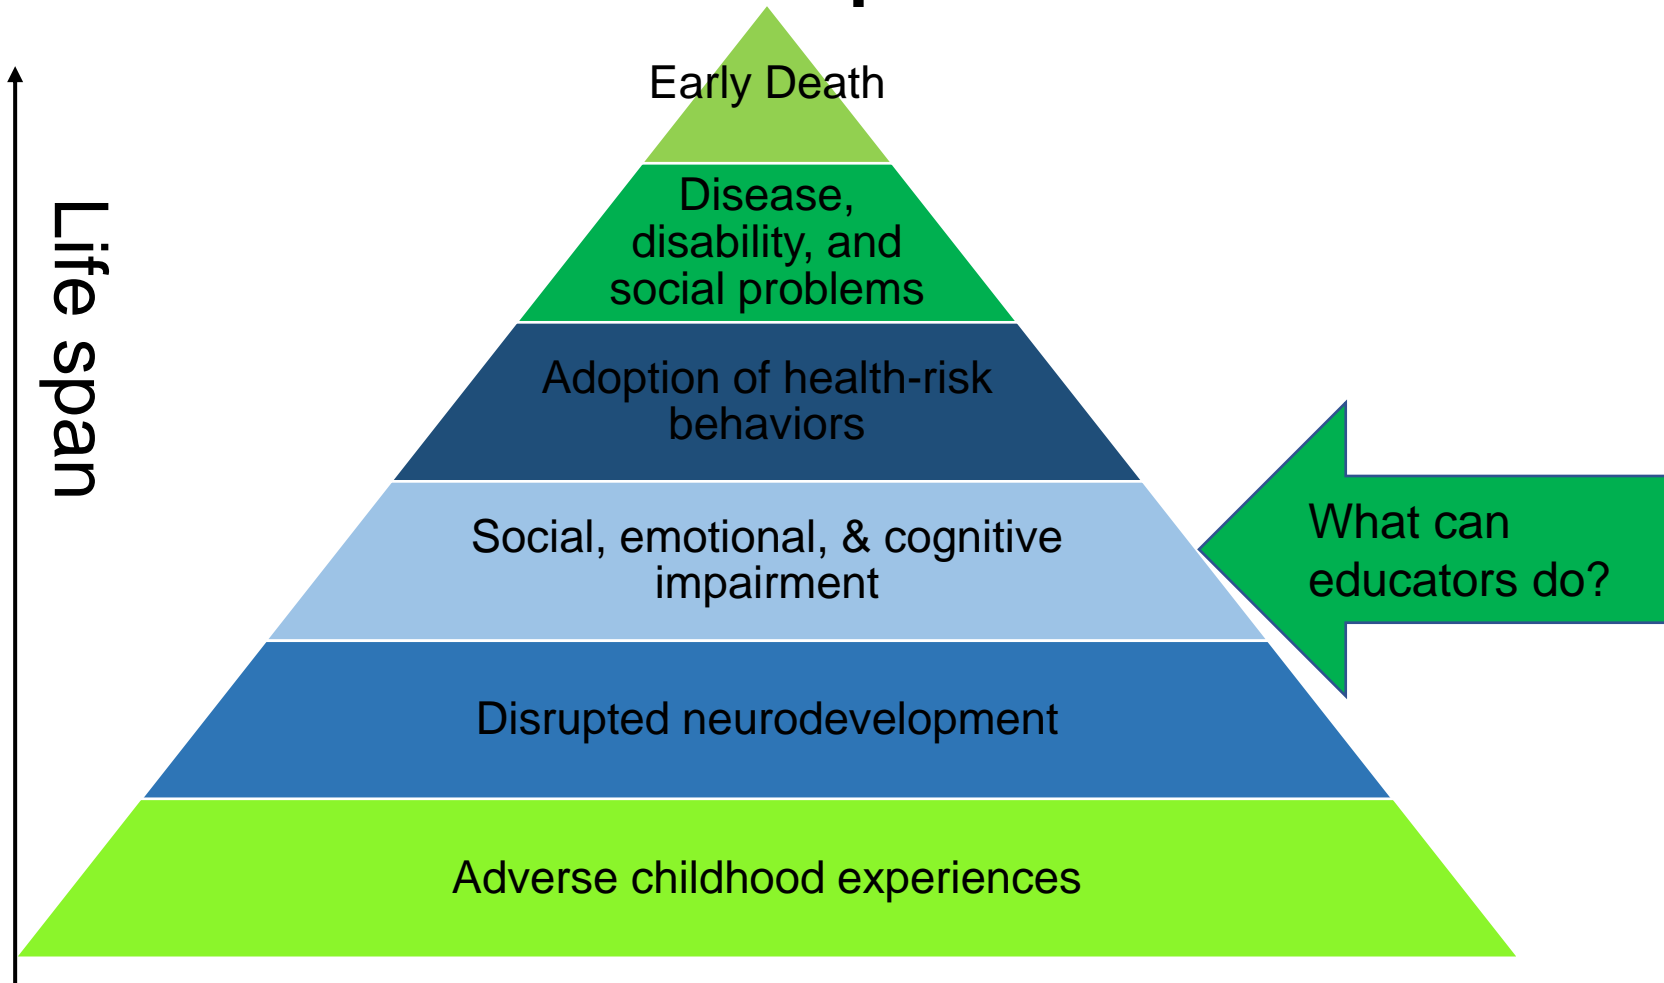 Early Death
Disease,
disability, and
social problems
Adoption of health-risk
behaviors
Social, emotional, & cognitive
impairment
Disrupted neurodevelopment
Adverse childhood experiences
Life span
What can
educators do?